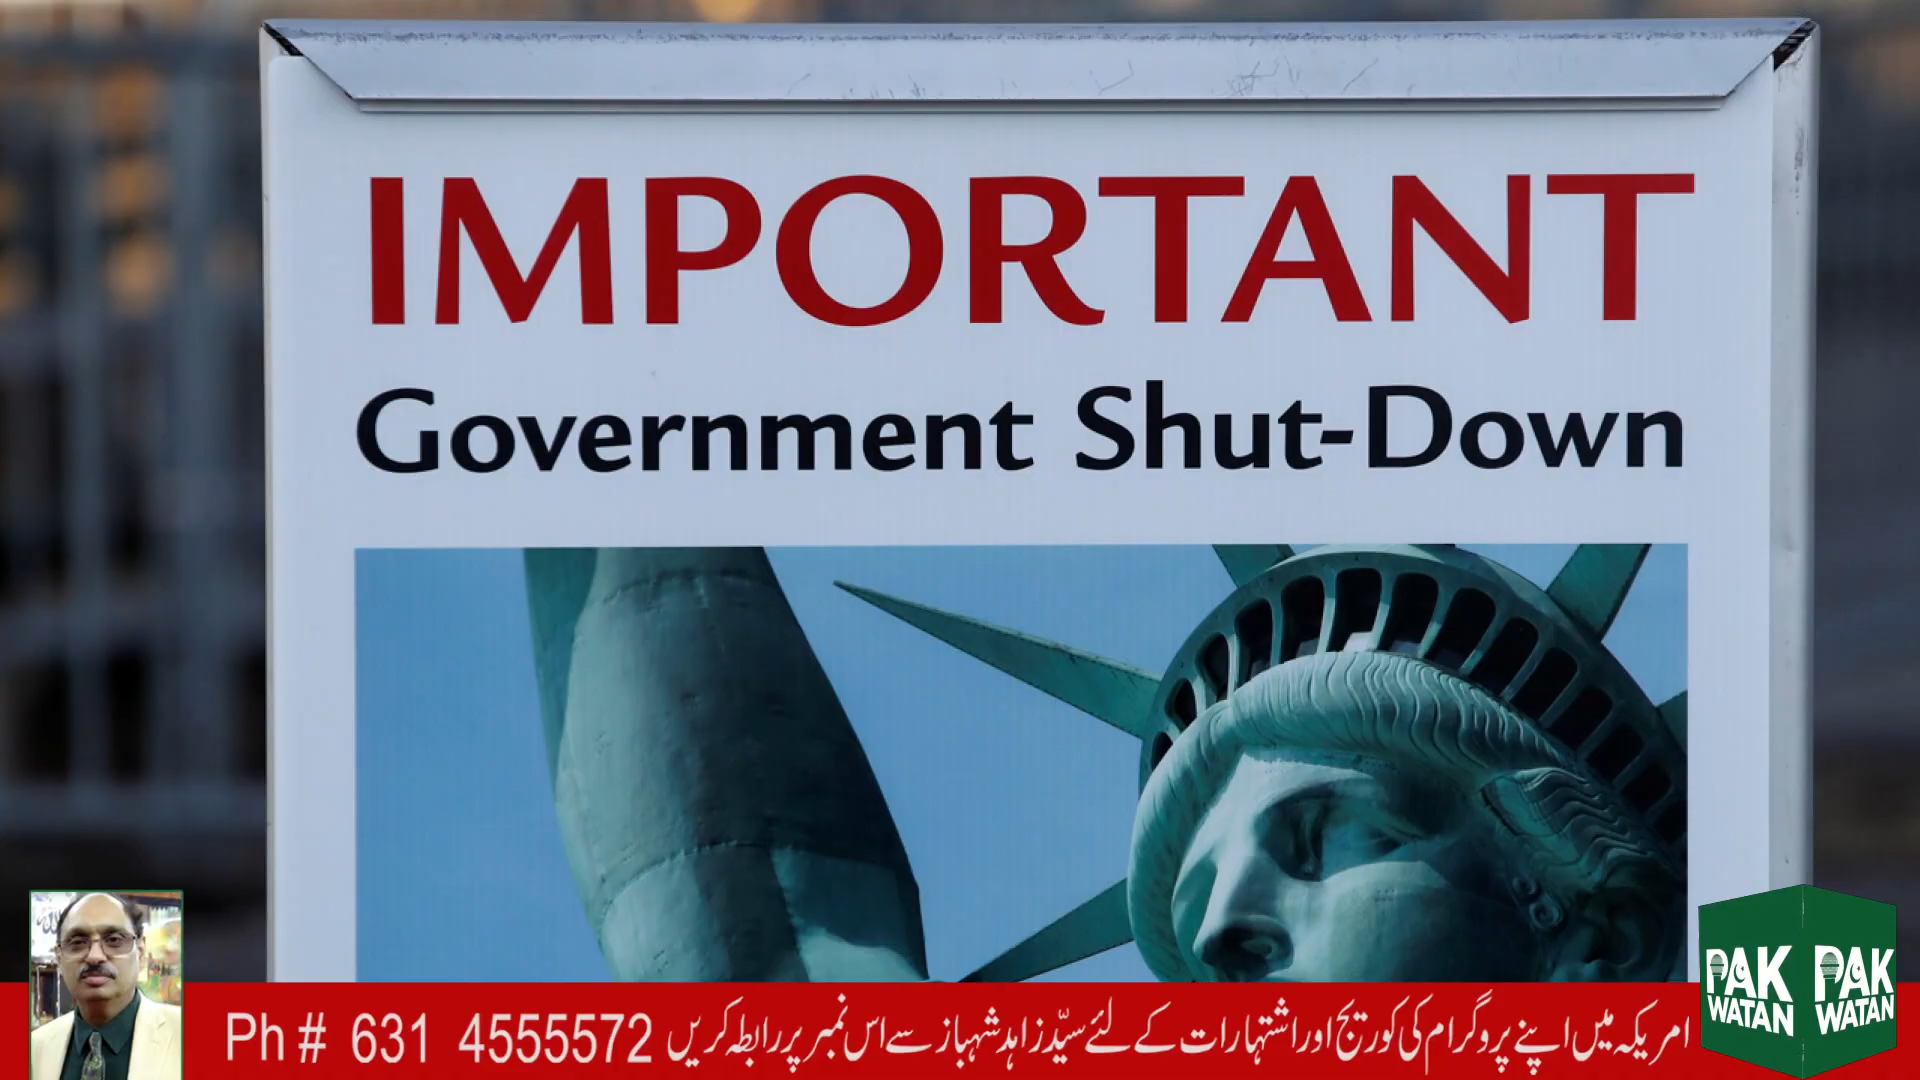 IMPORTANT
Government Shut-Down
Ph # 631 4555572 امریکہ میں اپنے پروگرام کی کوریج اور اشتہارات کے لئے سیّد زاہد شہباز سے اس نمبر پر رابطہ کریں
PAK WATAN
PAK WATAN